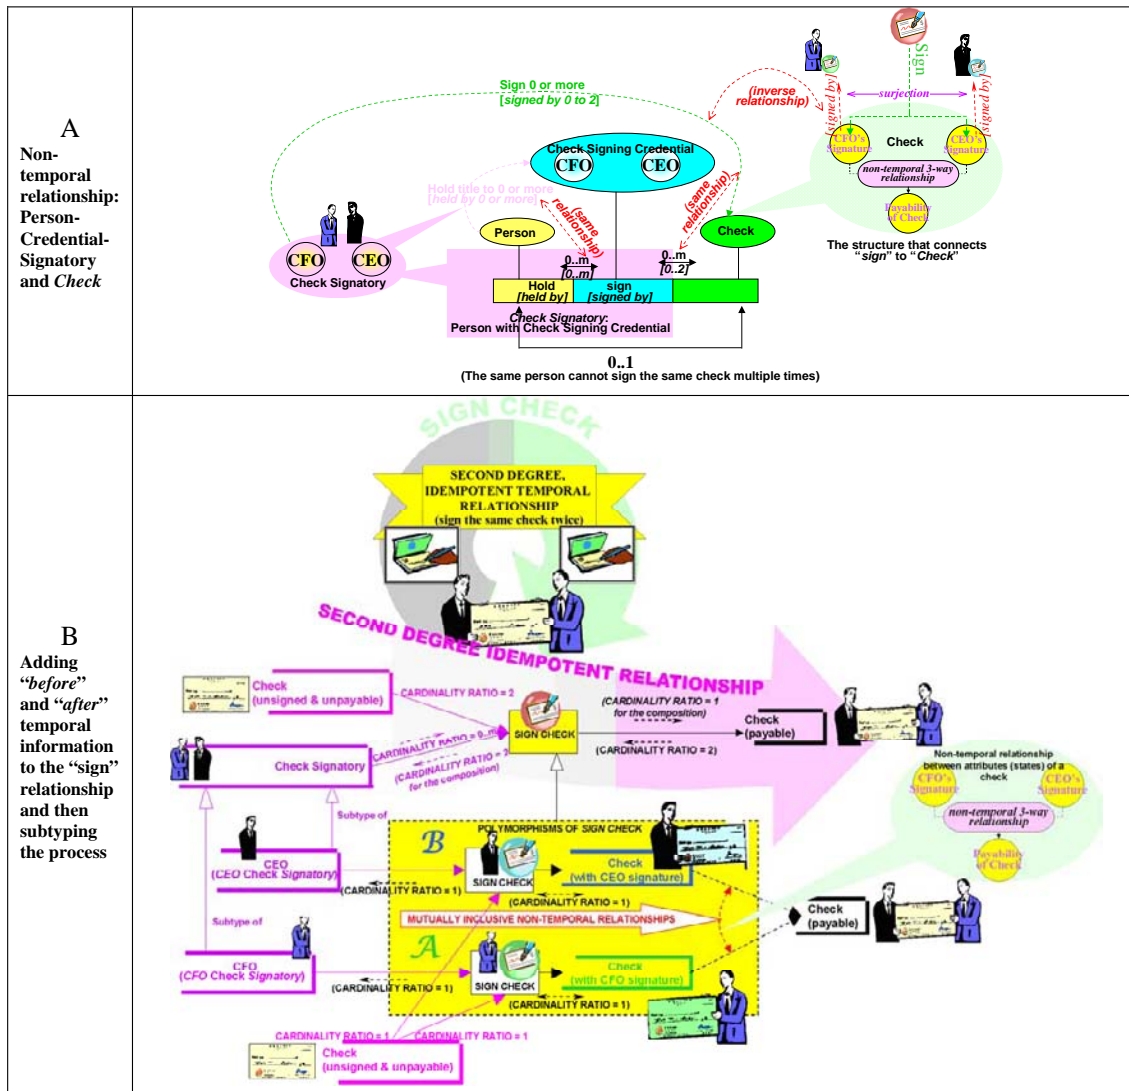 A
Non-
temporal
relationship:
Person-
Credential-
Signatory
and Check
Sign 0 or more
[signed by 0 to 2]
(inverse
relationship)
Sign
[signed by]
surjection
[signed by]
Check
CFO's
Signature
CEO's
Signature
non-temporal 3-way
relationship
Payability
of Check
The structure that connects
“sign” to “Check”
Check Signing Credential
CFO
CEO
Hold title to 0 or more
[held by 0 or more]
(same
relationship)
(same
relationship)
Person
Check
CFO
CEO
Check Signatory
0..m
[0..m]
0..m
[0..2]
Hold
[held by]
sign
[signed by]
Check Signatory:
Person with Check Signing Credential
0..1
(The same person cannot sign the same check multiple times)
B
Adding
“before”
and “after”
temporal
information
to the “sign”
relationship
and then
subtyping
the process
SIGN CHECK
SECOND DEGREE,
IDEMPOTENT TEMPORAL
RELATIONSHIP
(sign the same check twice)
SECOND DEGREE IDEMPOTENT RELATIONSHIP
Check
(unsigned & unpayable)
CARDINALITY RATIO = 2
SIGN CHECK
(CARDINALITY RATIO = 1
for the composition)
(CARDINALITY RATIO = 2)
Check
(payable)
Check Signatory
CARDINALITY RATIO = 0..m
(CARDINALITY RATIO = 2
for the composition)
Non-temporal relationship
between attributes (states) of a
check
CFO's
Signature
CEO's
Signature
non-temporal 3-way
relationship
Payability
of Check
Subtype of
POLYMORPHISMS OF SIGN CHECK
B
CEO
(CEO Check Signatory)
(CARDINALITY RATIO = 1)
SIGN CHECK
Check
(with CEO signature)
(CARDINALITY RATIO = 1)
Subtype of
MUTUALLY INCLUSIVE NON-TEMPORAL RELATIONSHIPS
Check
(payable)
A
CFO
(CFO Check Signatory)
(CARDINALITY RATIO = 1)
SIGN CHECK
Check
(with CFO signature)
(CARDINALITY RATIO = 1)
CARDINALITY RATIO = 1
CARDINALITY RATIO = 1
Check
(unsigned & unpayable)